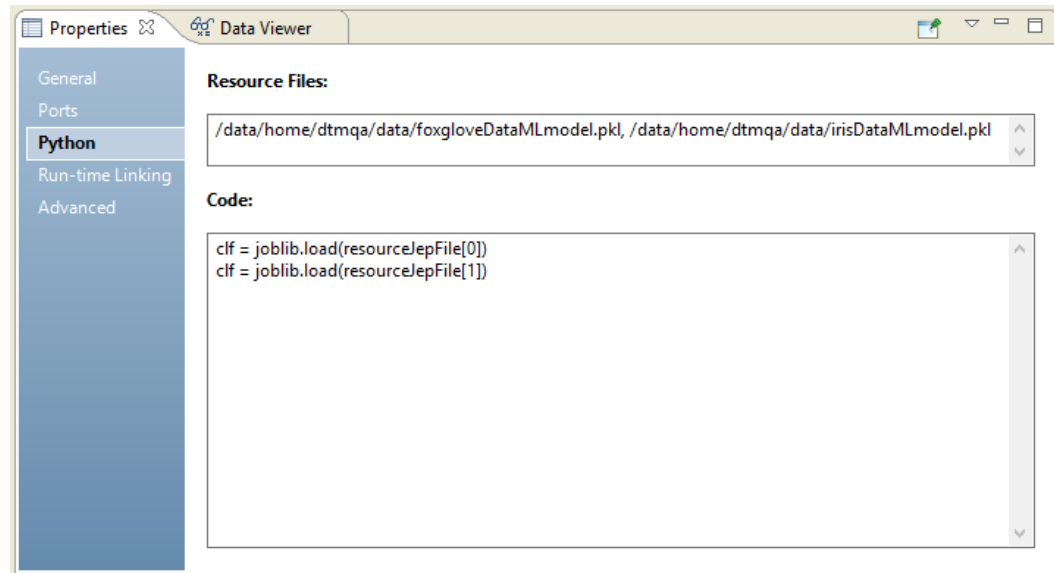 Properties
Data Viewer
General
Ports
Python
Run-time Linking
Advanced
Resource Files:
/data/home/dtmqa/data/foxgloveDataMLmodel.pkl, /data/home/dtmqa/data/irisDataMLmodel.pkl
Code:
clf = joblib.load(resourceJepFile[0])
clf = joblib.load(resourceJepFile[1])